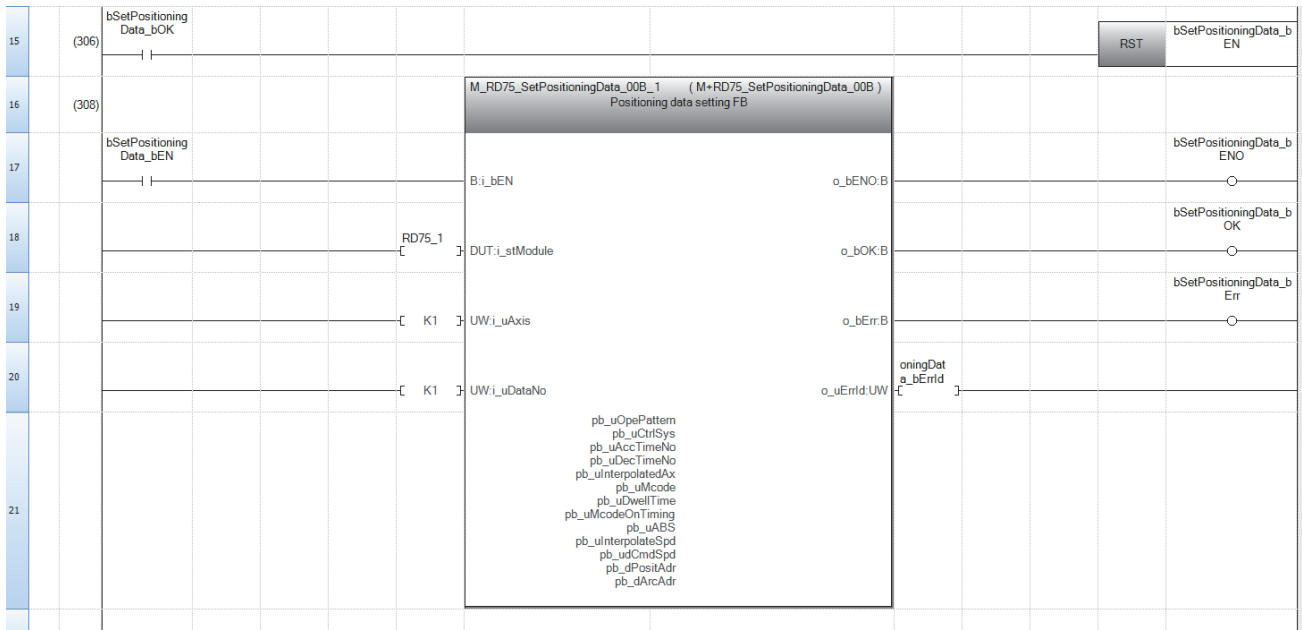 bSetPositioning
Data_bOK
15
(306)
RST
bSetPositioningData_b
EN
16
(308)
M_RD75_SetPositioningData_00B_1 ( M+RD75_SetPositioningData_00B )
Positioning data setting FB
bSetPositioning
Data_bEN
17
B:i_bEN
o_bENO:B
bSetPositioningData_b
ENO
18
RD75_1
DUT:i_stModule
o_bOK:B
bSetPositioningData_b
OK
19
K1
UW:i_uAxis
o_bErr:B
bSetPositioningData_b
Err
20
K1
UW:i_uDataNo
o_uErrId:UW
oningDat
a_bErrId
21
pb_uOpePattern
pb_uCtrlSys
pb_uAccTimeNo
pb_uDecTimeNo
pb_uInterpolatedAx
pb_uMcode
pb_uDwellTime
pb_uMcodeOnTiming
pb_uABS
pb_uInterpolateSpd
pb_udCmdSpd
pb_dPositAdr
pb_dArcAdr